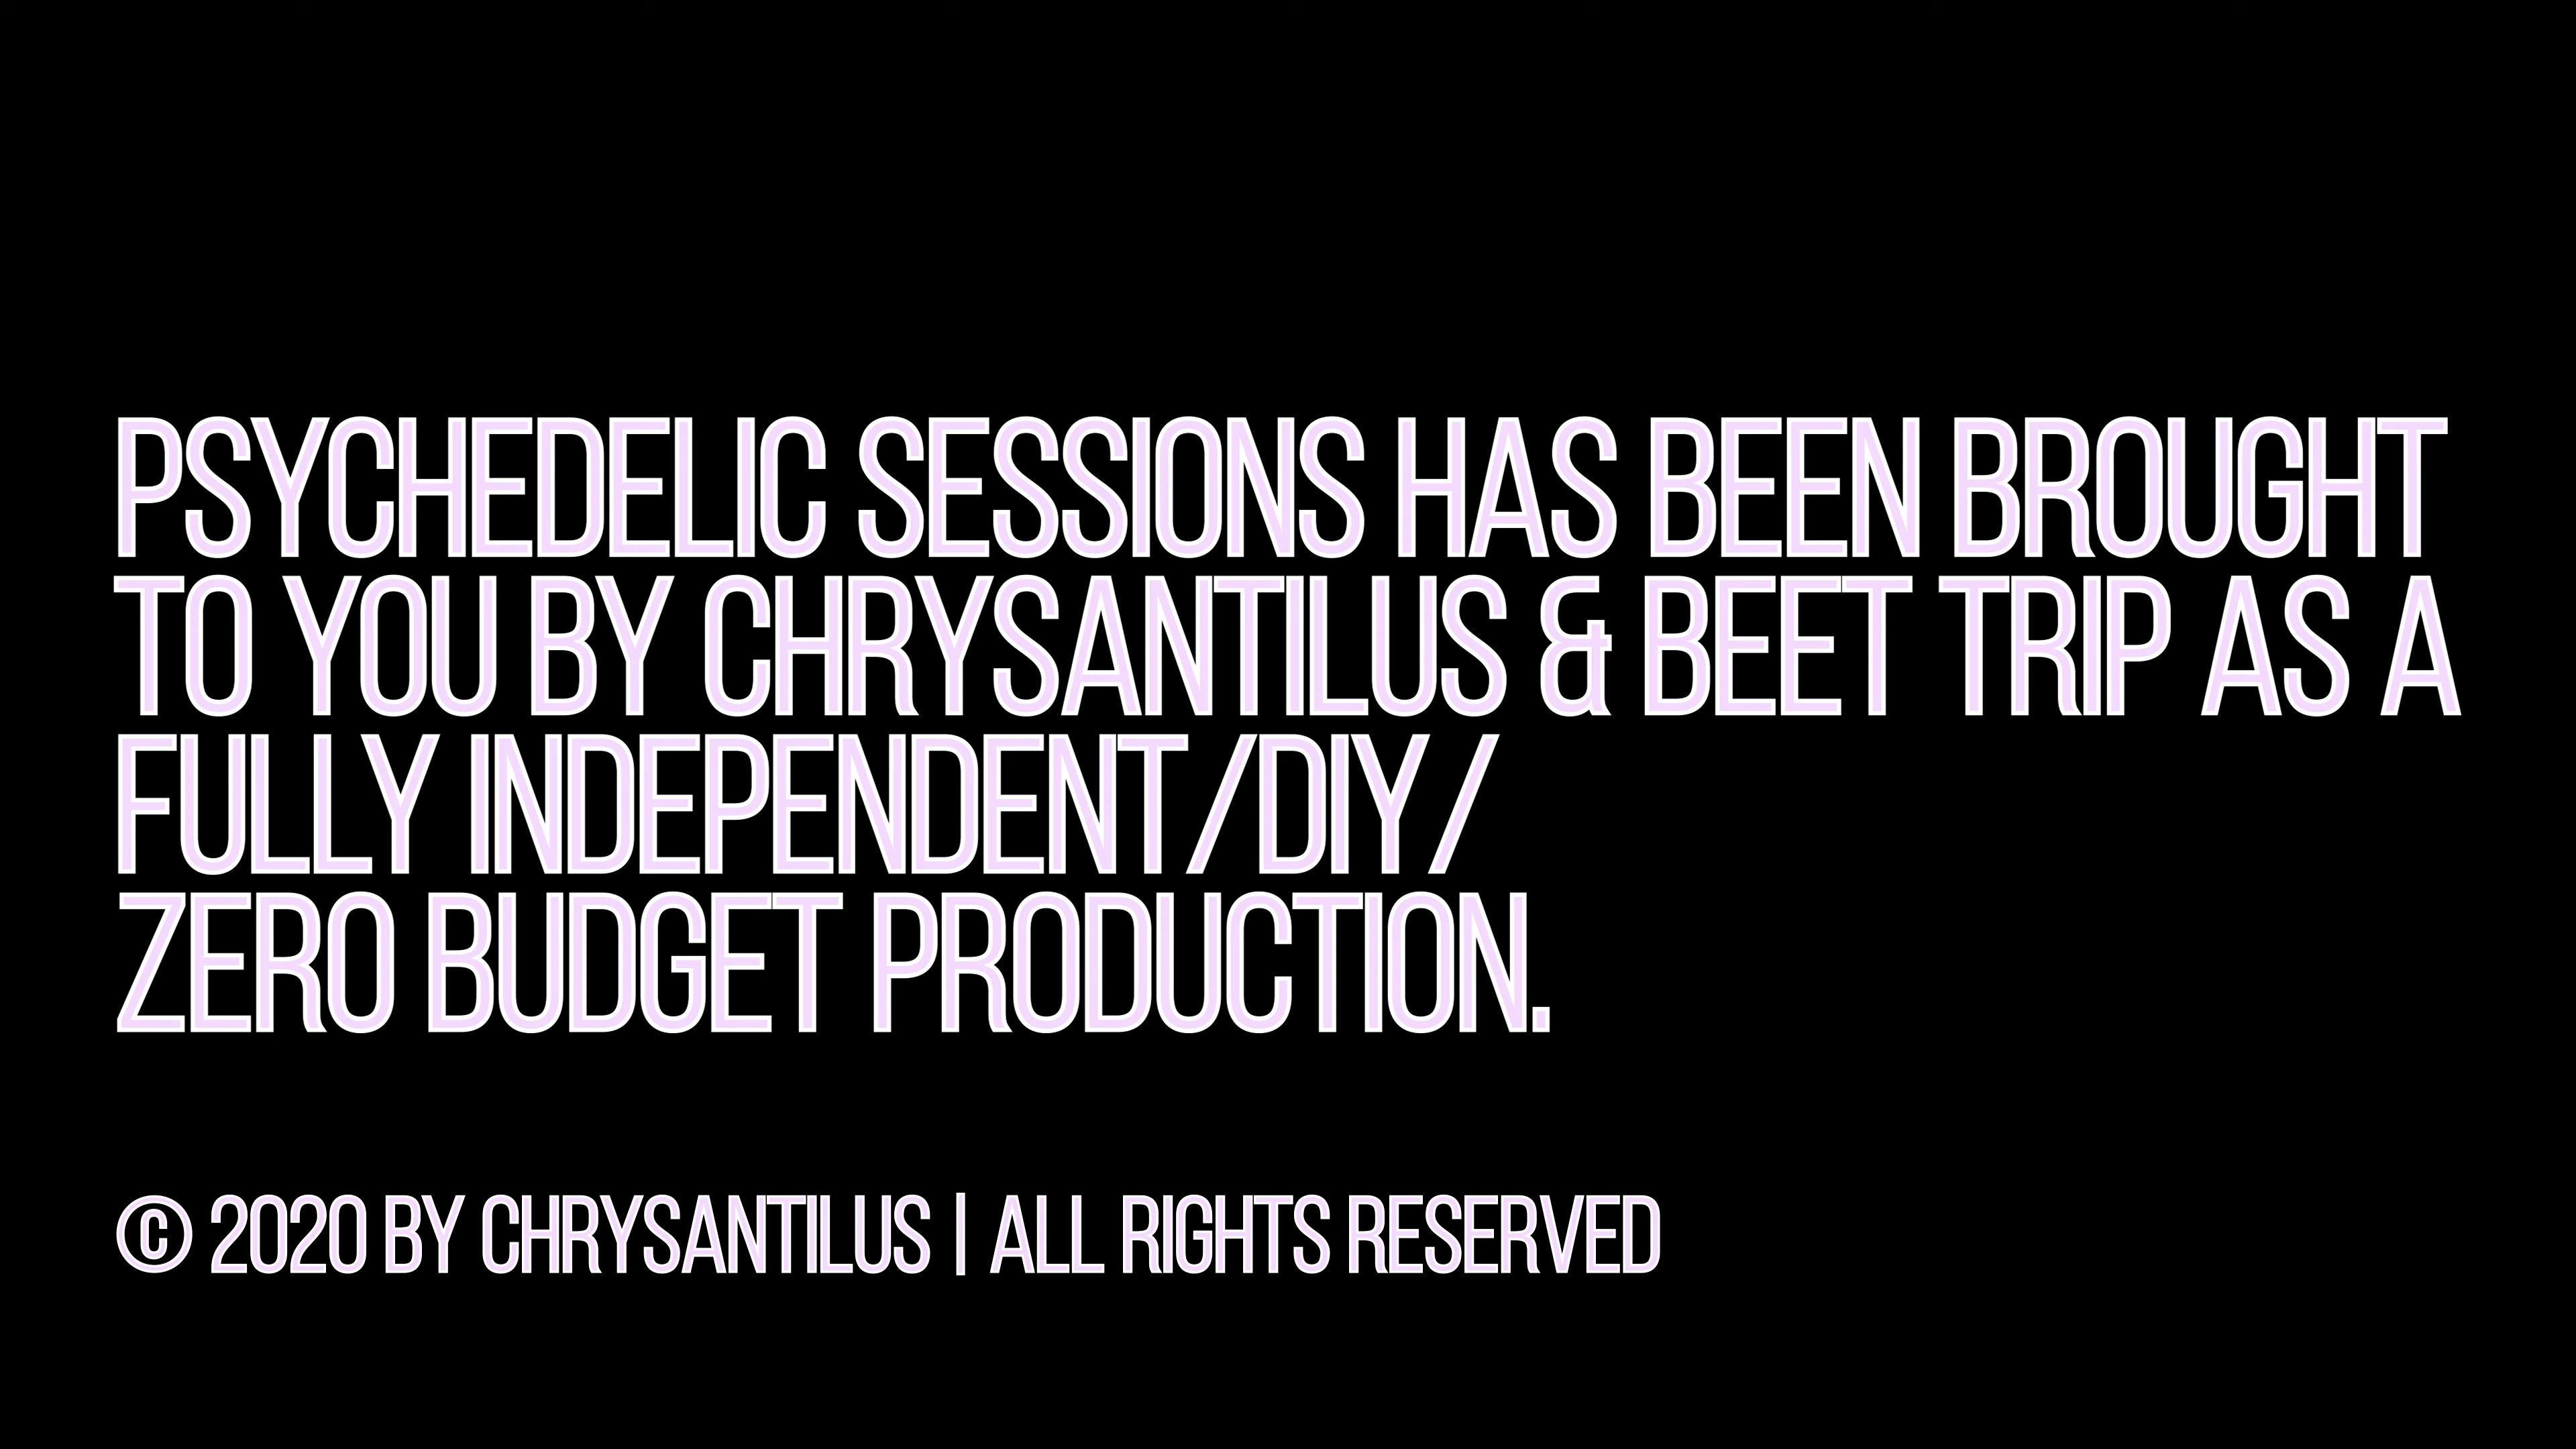 PSYCHEDELIC SESSIONS HAS BEEN BROUGHT
TO YOU BY CHRYSANTILUS & BEET TRIP AS A
FULLY INDEPENDENT/DIY/
ZERO BUDGET PRODUCTION.
© 2020 BY CHRYSANTILUS | ALL RIGHTS RESERVED